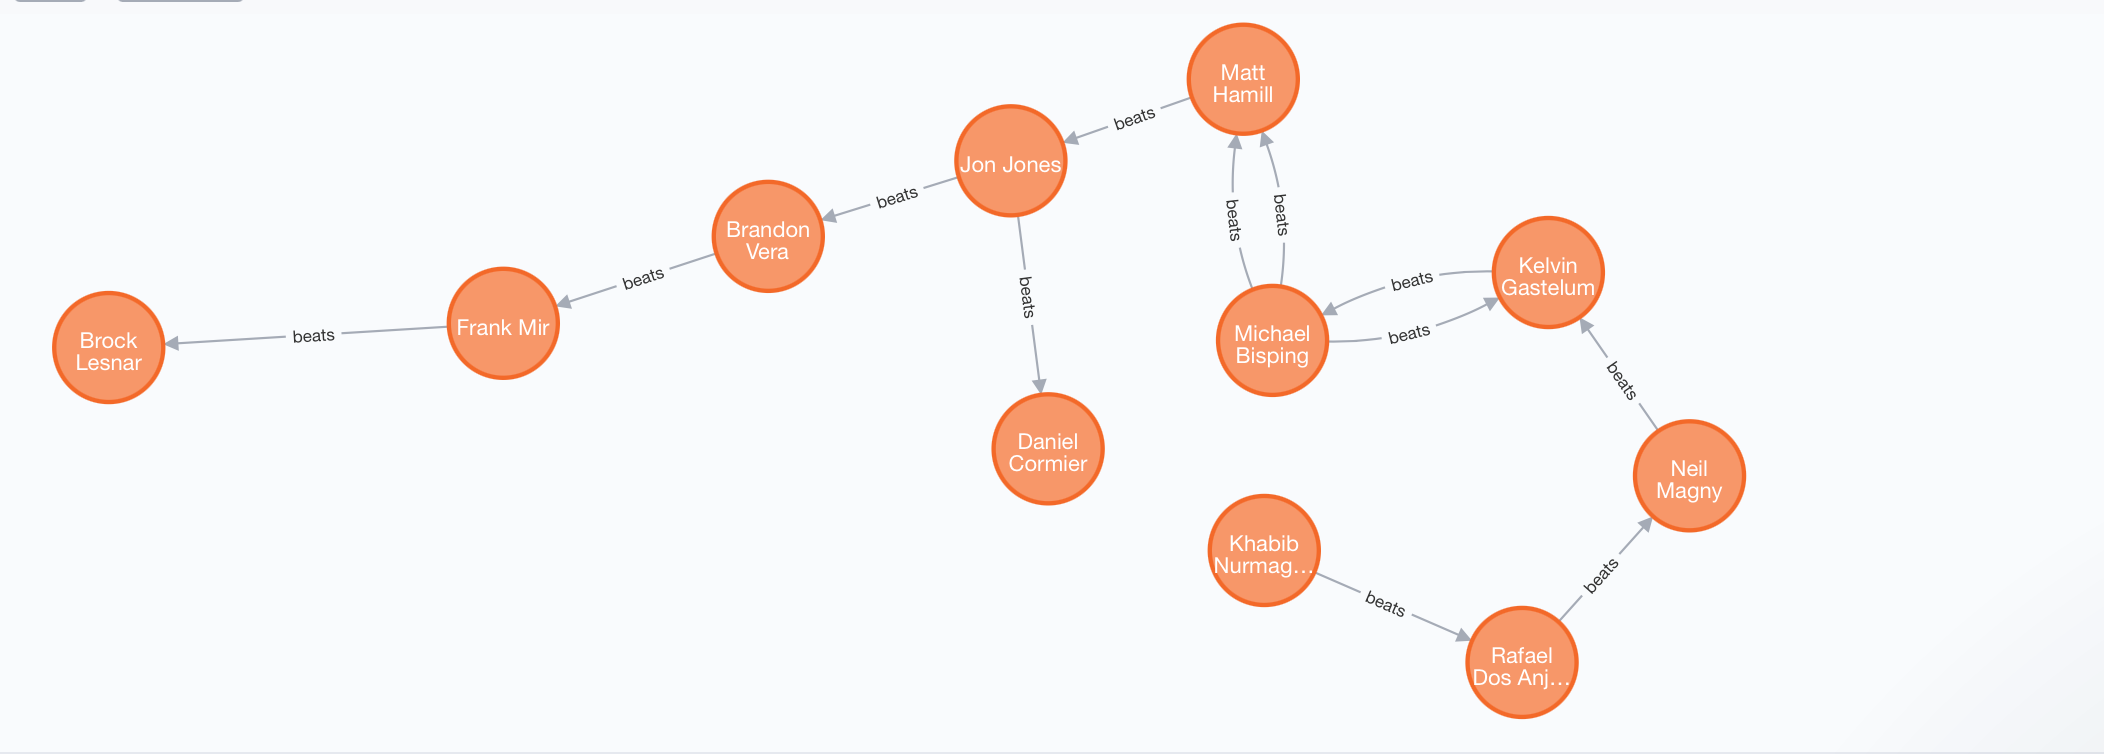 Matt
Hamill
beats
Jon Jones
beats
Brandon
Vera
beats
Frank Mir
beats
Brock
Lesnar
beats
Daniel
Cormier
beats
beats
Michael
Bisping
beats
beats
Kelvin
Gastelum
beats
Neil
Magny
beats
Rafael
Dos Anj...
beats
Khabib
Nurmag...